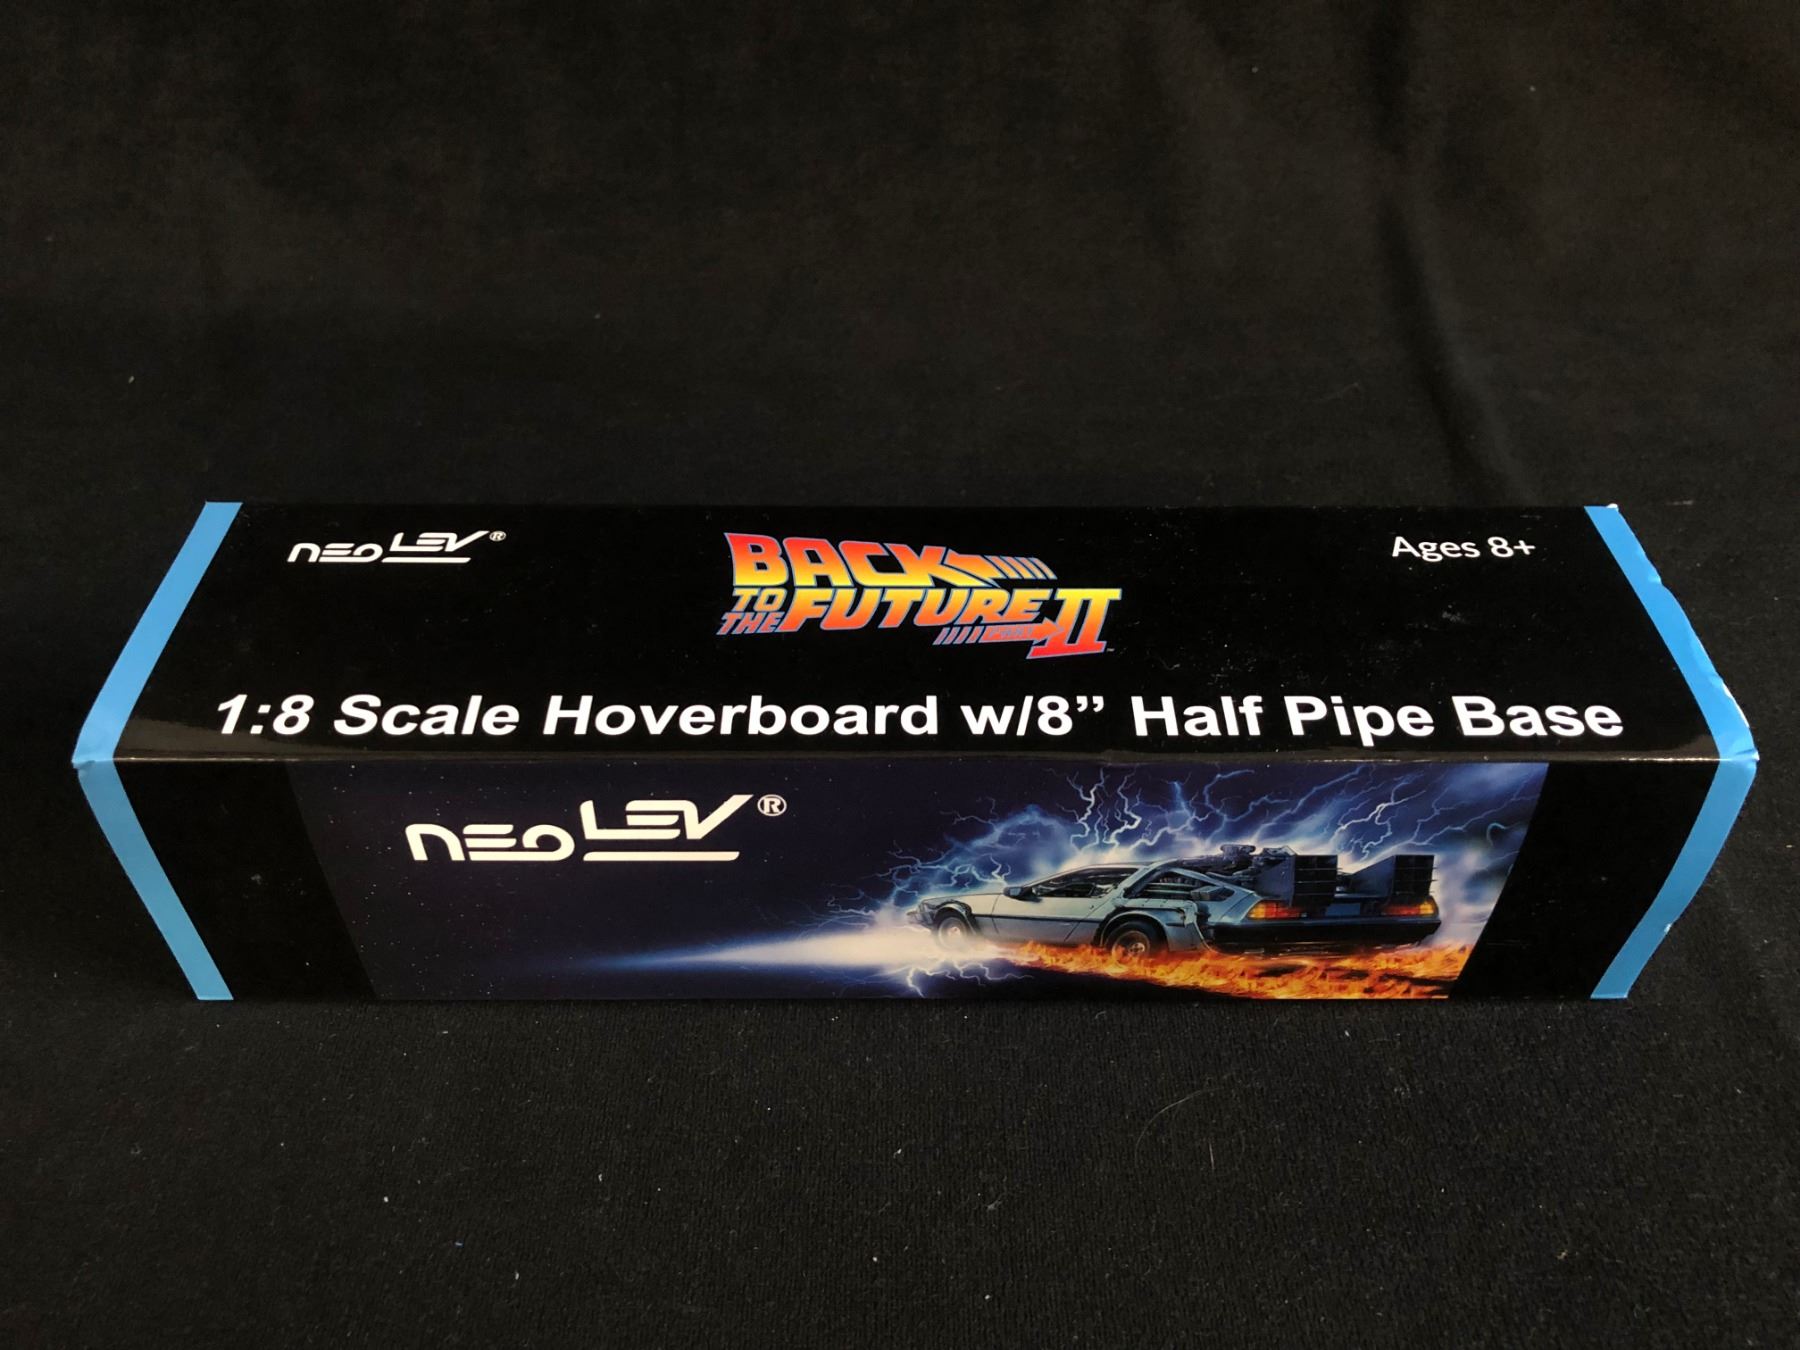 neoLEV®
BACK
TO THE FUTURE II
Ages 8+
1:8 Scale Hoverboard w/8” Half Pipe Base
neoLEV®